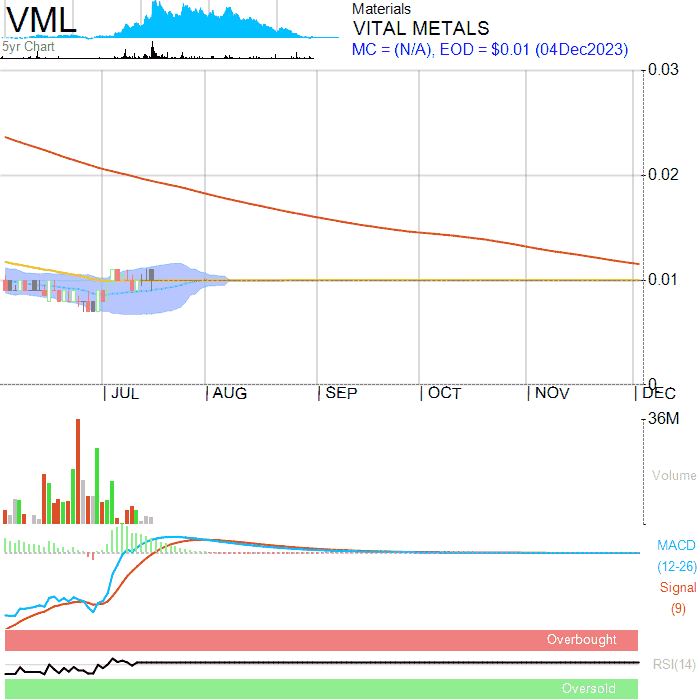 VML
5yr Chart
Materials
VITAL METALS
MC = (N/A), EOD = $0.01 (04Dec2023)
0.03
0.02
0.01
0
JUL AUG SEP OCT NOV DEC
36M
Volume
MACD
(12-26)
Signal
(9)
Overbought
RSI(14)
Oversold